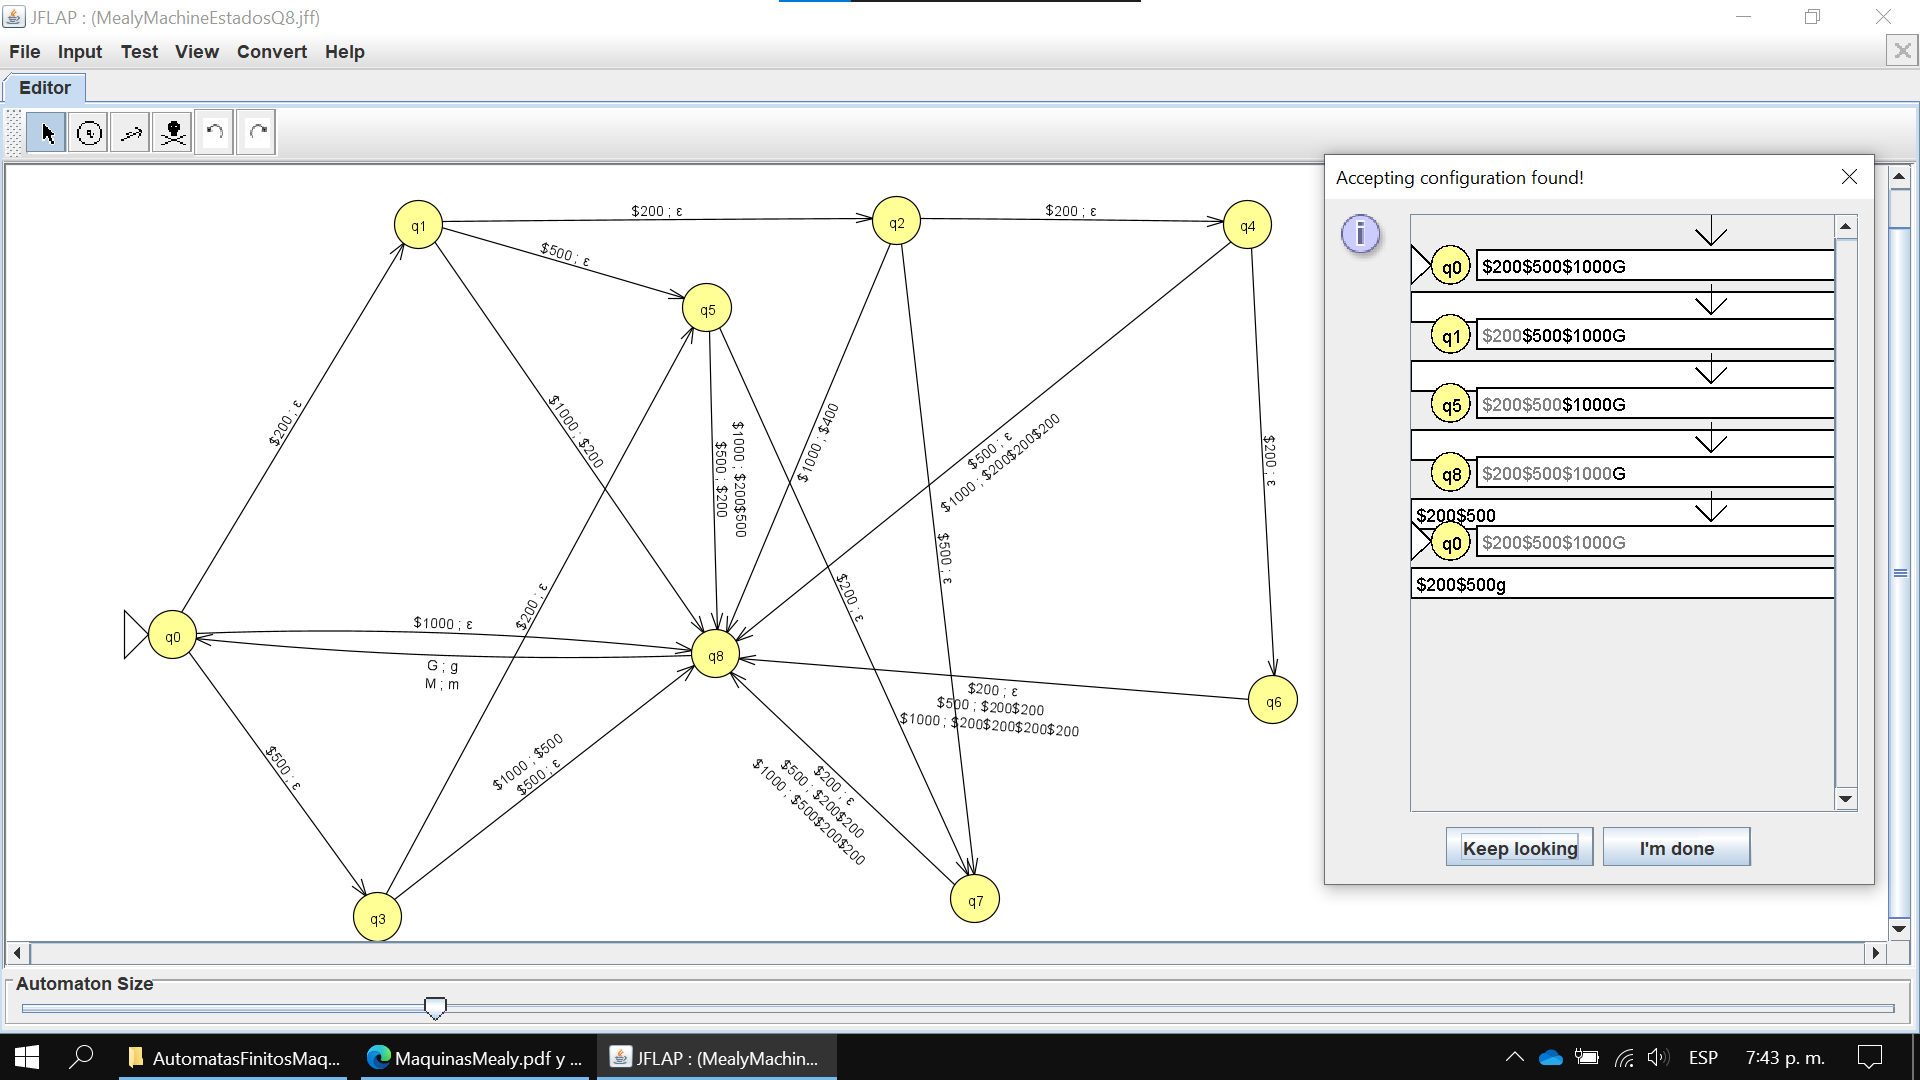 JFLAP : (MealyMachineEstadosQ8.jff)
File Input Test View Convert Help
Editor
q1
$200 ; ε
q2
$200 ; ε
q4
$500 ; ε
q5
$200 ; ε
$1000 ; $200
$1000 ; $200$500
$500 ; $200
$1000 ; $400
$500 ; ε
$1000 ; $200$200$200
$200 ; ε
$500 ; ε
$200 ; ε
$200 ; ε
q0
$1000 ; ε
G ; g
M ; m
q8
$200 ; ε
$500 ; $200$200
$1000 ; $200$200$200$200
q6
$500 ; ε
$1000 ; $500
$500 ; ε
$200 ; ε
$500 ; $200$200
$1000 ; $500$200$200
q3
q7
Accepting configuration found!
q0 $200$500$1000G
q1 $200$500$1000G
q5 $200$500$1000G
q8 $200$500$1000G
$200$500
q0 $200$500$1000G
$200$500g
Keep looking I'm done
Automaton Size
AutomatasFinitosMaq... MaquinasMealy.pdf y ... JFLAP : (MealyMachin... ESP 7:43 p. m.